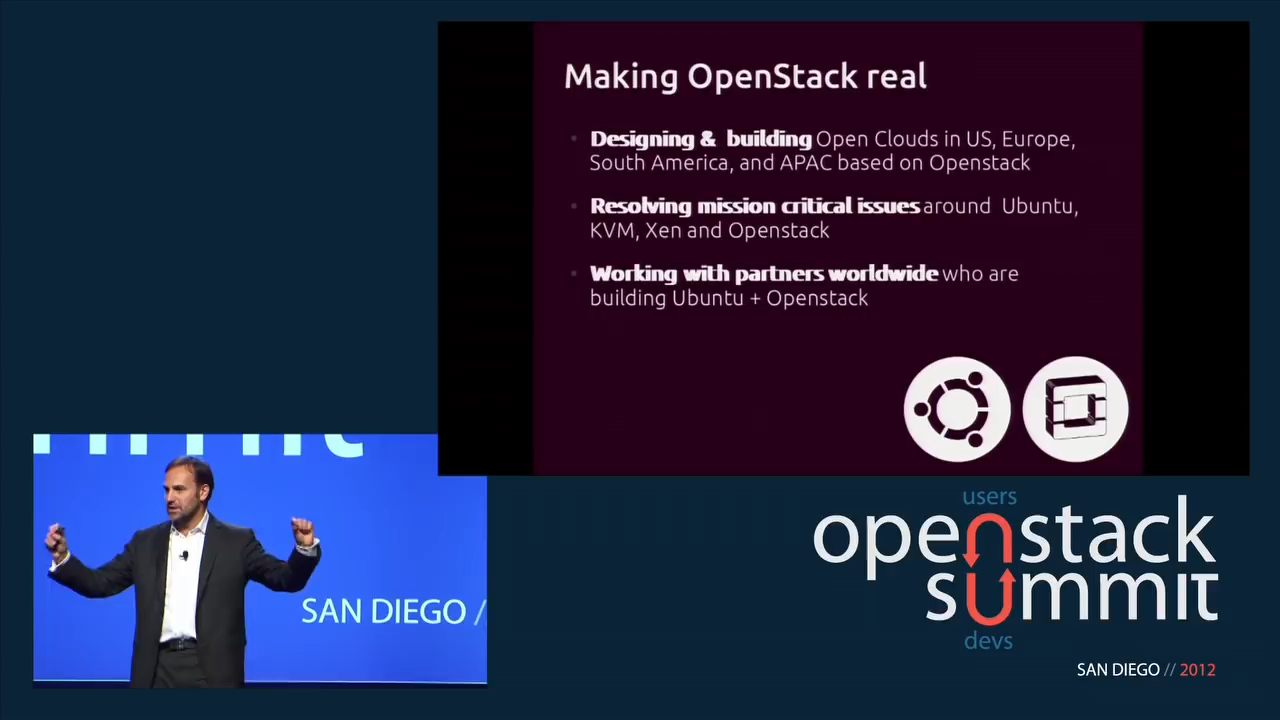 Making OpenStack real
Designing & building Open Clouds in US, Europe,
South America, and APAC based on Openstack
Resolving mission critical issues around Ubuntu,
KVM, Xen and Openstack
Working with partners worldwide who are
building Ubuntu + Openstack
SAN DIEGO /
users
openstack
summit
devs
SAN DIEGO // 2012